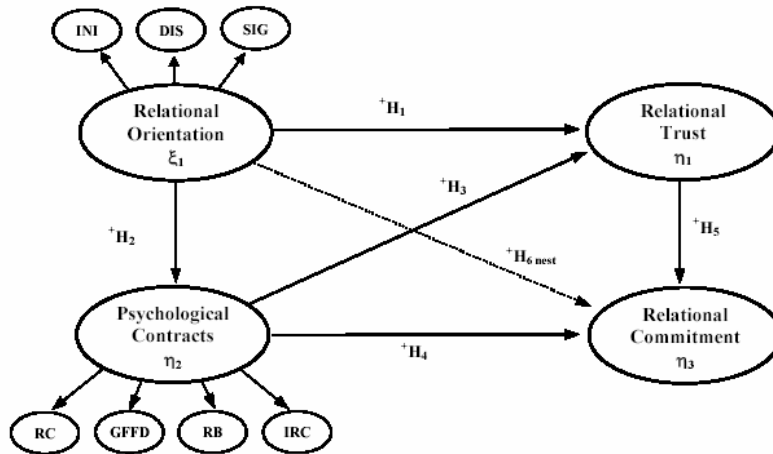 INI DIS SIG
Relational
Orientation
ξ₁
⁺H₁
Relational
Trust
η₁
⁺H₂
⁺H₃
⁺H₅
⁺H₆ ₙₑₛₜ
Psychological
Contracts
η₂
⁺H₄
Relational
Commitment
η₃
RC GFFD RB IRC